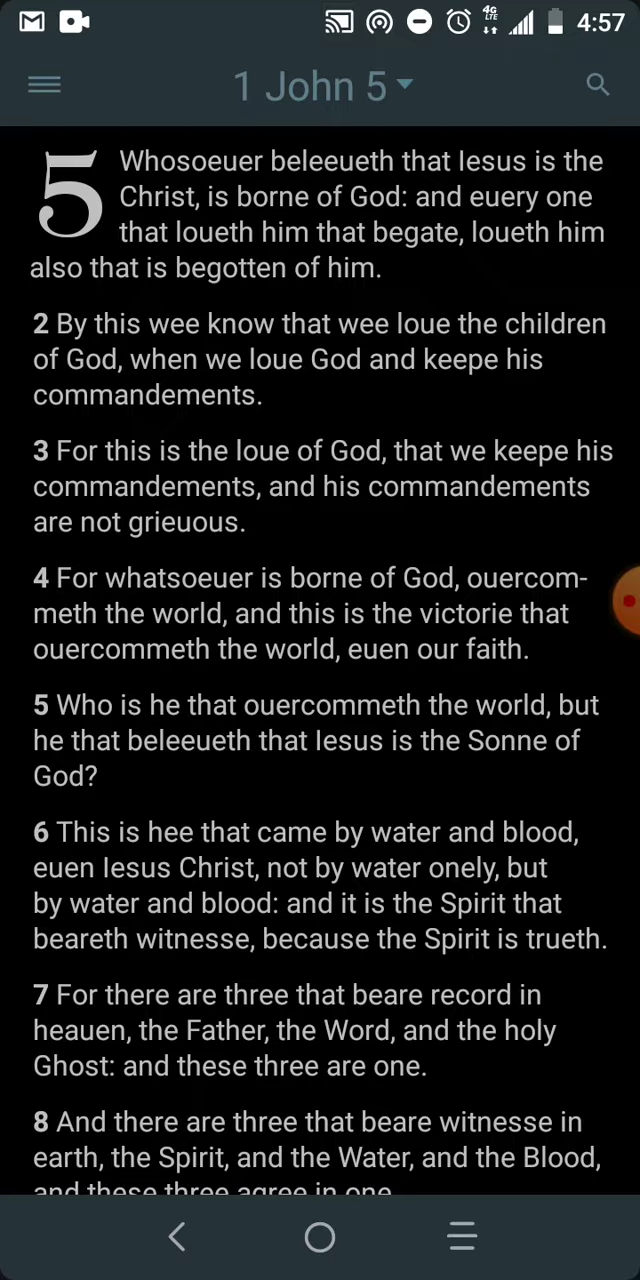 4G
LTE
4:57
1 John 5
5 Whosoeuer beleeueth that Iesus is the
Christ, is borne of God: and euery one
that loueth him that begate, loueth him
also that is begotten of him.
2 By this wee know that wee loue the children
of God, when we loue God and keepe his
commandements.
3 For this is the loue of God, that we keepe his
commandements, and his commandements
are not grieuous.
4 For whatsoeuer is borne of God, ouercom-
meth the world, and this is the victorie that
ouercommeth the world, euen our faith.
5 Who is he that ouercommeth the world, but
he that beleeueth that Iesus is the Sonne of
God?
6 This is hee that came by water and blood,
euen Iesus Christ, not by water onely, but
by water and blood: and it is the Spirit that
beareth witnesse, because the Spirit is trueth.
7 For there are three that beare record in
heauen, the Father, the Word, and the holy
Ghost: and these three are one.
8 And there are three that beare witnesse in
earth, the Spirit, and the Water, and the Blood,
and these three agree in one